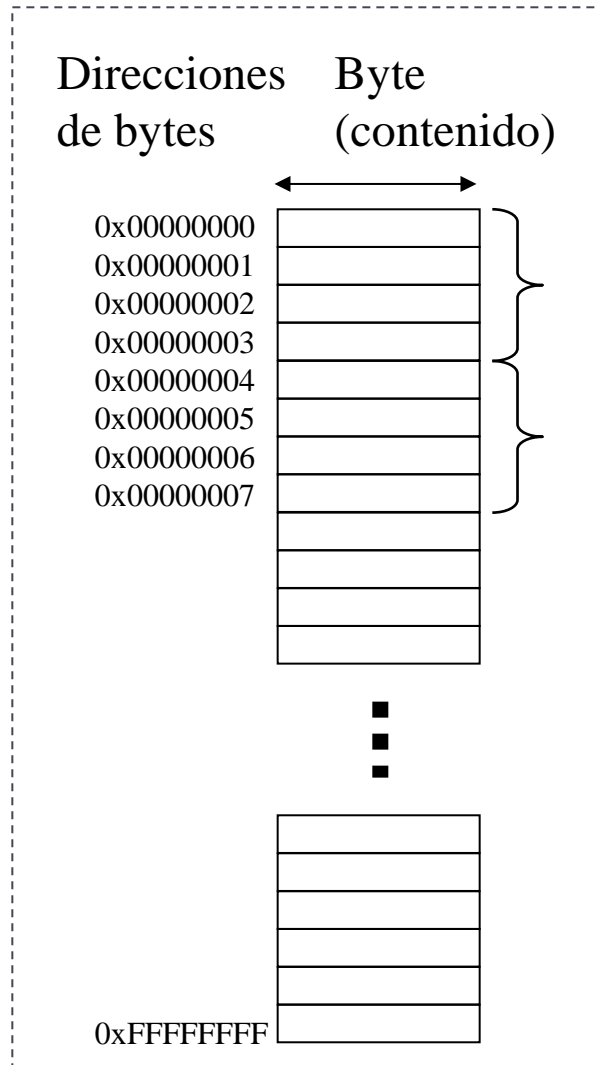 Direcciones Byte
de bytes (contenido)
0x00000000
0x00000001
0x00000002
0x00000003
0x00000004
0x00000005
0x00000006
0x00000007
0xFFFFFFFF